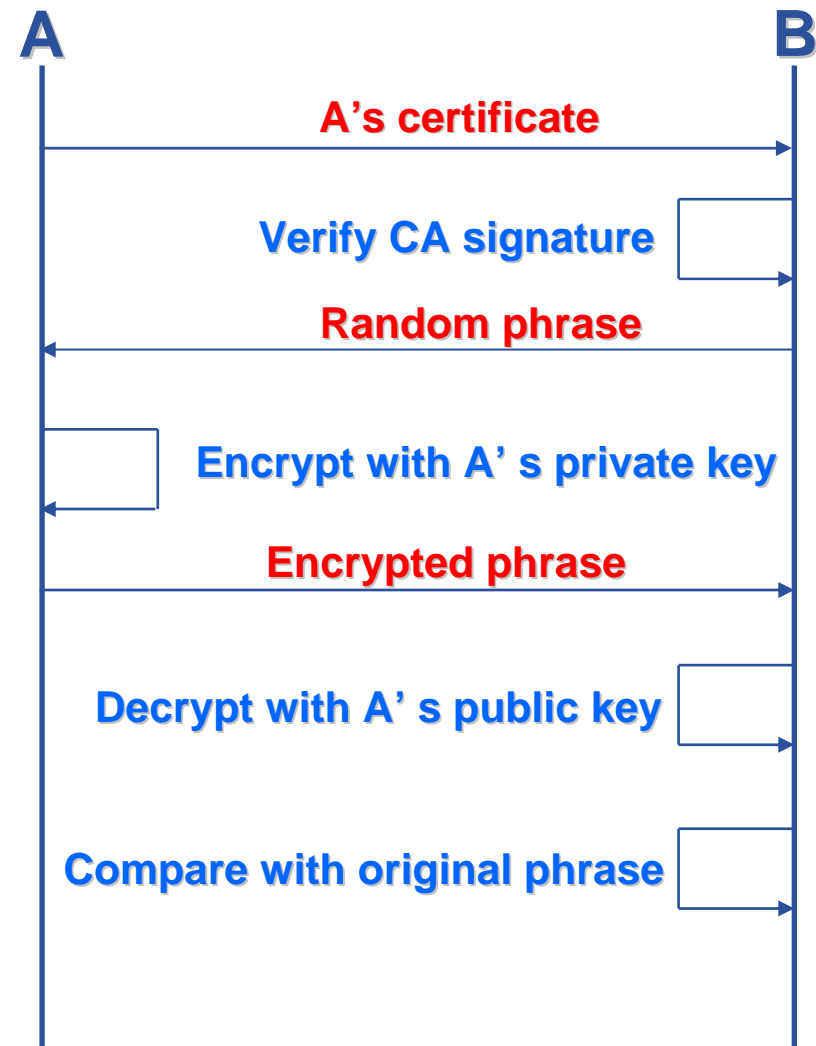 A
B
A’s certificate
Verify CA signature
Random phrase
Encrypt with A’ s private key
Encrypted phrase
Decrypt with A’ s public key
Compare with original phrase